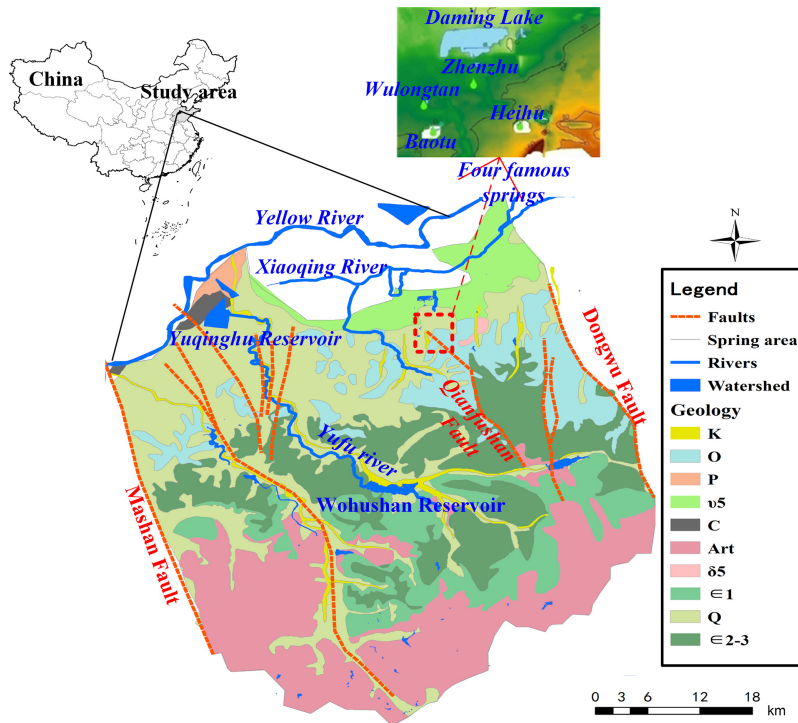 Daming Lake
China
Zhenzhu
Study area
Wulongtan
Heihu
Baotu
Four famous
springs
Yellow River
N
Xiaoqing River
Legend
Faults
Spring area
Rivers
Watershed
Geology
K
O
P
υ5
C
Art
δ5
∈1
Q
∈2-3
Yuqinghu Reservoir
Dongwu Fault
Qianfushan
Fault
Yufu river
Wohushan Reservoir
Mashan Fault
0 3 6 12 18
km